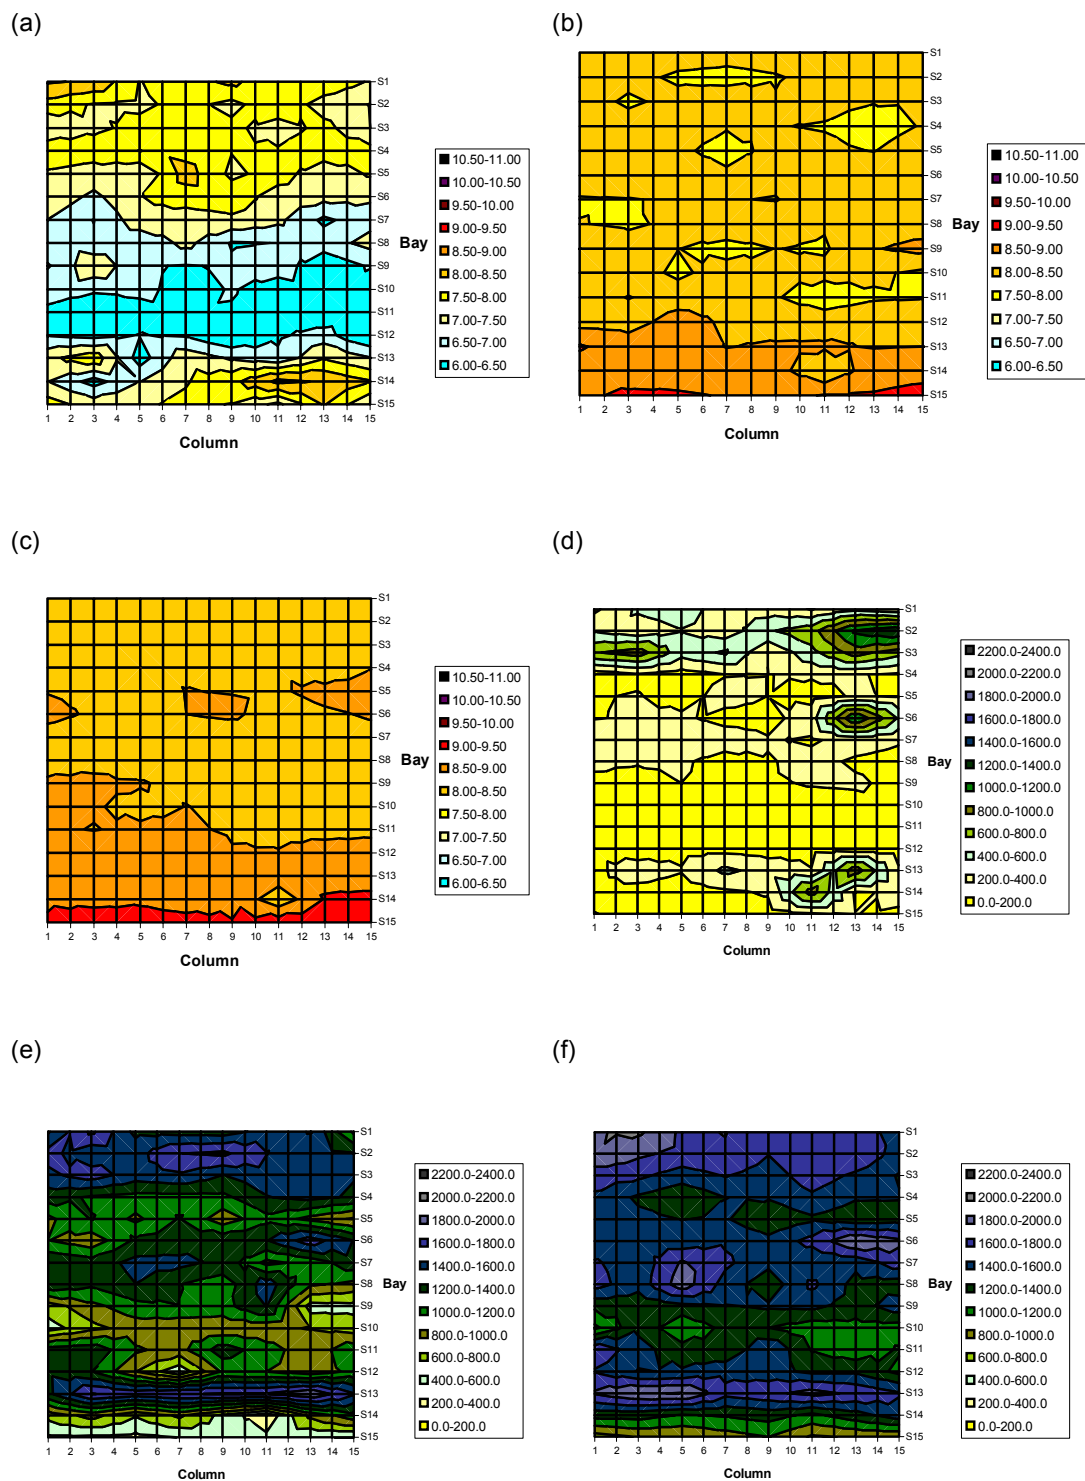 (a)
S1
S2
S3
S4
S5
S6
S7
S8
S9
S10
S11
S12
S13
S14
S15
1 2 3 4 5 6 7 8 9 10 11 12 13 14 15
Column
Bay
10.50-11.00
10.00-10.50
9.50-10.00
9.00-9.50
8.50-9.00
8.00-8.50
7.50-8.00
7.00-7.50
6.50-7.00
6.00-6.50
(b)
S1
S2
S3
S4
S5
S6
S7
S8
S9
S10
S11
S12
S13
S14
S15
1 2 3 4 5 6 7 8 9 10 11 12 13 14 15
Column
Bay
10.50-11.00
10.00-10.50
9.50-10.00
9.00-9.50
8.50-9.00
8.00-8.50
7.50-8.00
7.00-7.50
6.50-7.00
6.00-6.50
(c)
S1
S2
S3
S4
S5
S6
S7
S8
S9
S10
S11
S12
S13
S14
S15
1 2 3 4 5 6 7 8 9 10 11 12 13 14 15
Column
Bay
10.50-11.00
10.00-10.50
9.50-10.00
9.00-9.50
8.50-9.00
8.00-8.50
7.50-8.00
7.00-7.50
6.50-7.00
6.00-6.50
(d)
S1
S2
S3
S4
S5
S6
S7
S8
S9
S10
S11
S12
S13
S14
S15
1 2 3 4 5 6 7 8 9 10 11 12 13 14 15
Column
Bay
2200.0-2400.0
2000.0-2200.0
1800.0-2000.0
1600.0-1800.0
1400.0-1600.0
1200.0-1400.0
1000.0-1200.0
800.0-1000.0
600.0-800.0
400.0-600.0
200.0-400.0
0.0-200.0
(e)
S1
S2
S3
S4
S5
S6
S7
S8
S9
S10
S11
S12
S13
S14
S15
1 2 3 4 5 6 7 8 9 10 11 12 13 14 15
Column
Bay
2200.0-2400.0
2000.0-2200.0
1800.0-2000.0
1600.0-1800.0
1400.0-1600.0
1200.0-1400.0
1000.0-1200.0
800.0-1000.0
600.0-800.0
400.0-600.0
200.0-400.0
0.0-200.0
(f)
S1
S2
S3
S4
S5
S6
S7
S8
S9
S10
S11
S12
S13
S14
S15
1 2 3 4 5 6 7 8 9 10 11 12 13 14 15
Column
Bay
2200.0-2400.0
2000.0-2200.0
1800.0-2000.0
1600.0-1800.0
1400.0-1600.0
1200.0-1400.0
1000.0-1200.0
800.0-1000.0
600.0-800.0
400.0-600.0
200.0-400.0
0.0-200.0